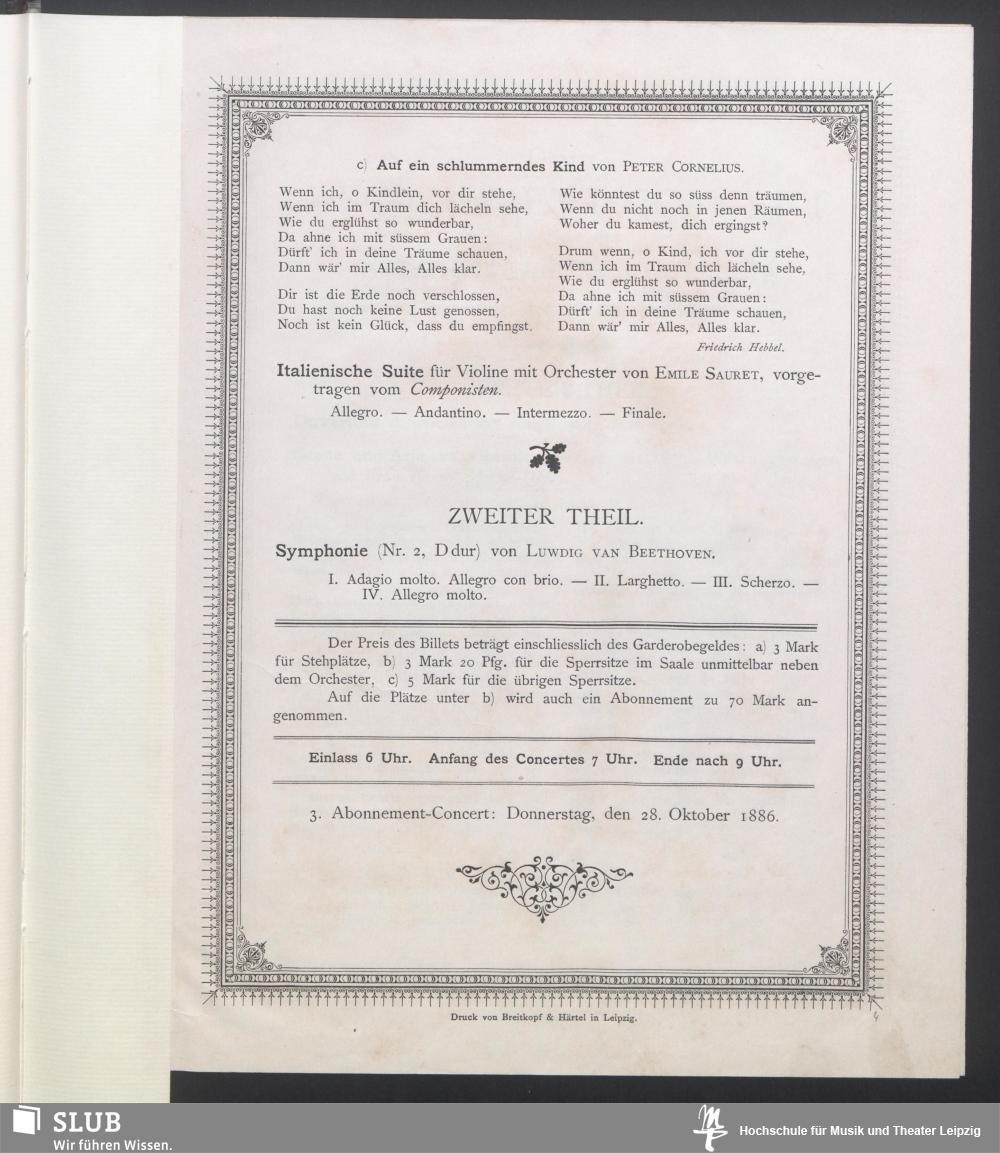 c) Auf ein schlummerndes Kind von PETER CORNELIUS.
Wenn ich, o Kindlein, vor dir stehe,
Wenn ich im Traum dich lächeln sehe,
Wie du erglühst so wunderbar,
Da ahne ich mit süssem Grauen:
Dürft' ich in deine Träume schauen,
Dann wär' mir Alles, Alles klar.
Dir ist die Erde noch verschlossen,
Du hast noch keine Lust genossen,
Noch ist kein Glück, dass du empfingst.
Wie könntest du so süss denn träumen,
Wenn du nicht noch in jenen Räumen,
Woher du kamest, dich ergingst?
Drum wenn, o Kind, ich vor dir stehe,
Wenn ich im Traum dich lächeln sehe,
Wie du erglühst so wunderbar,
Da ahne ich mit süssem Grauen:
Dürft' ich in deine Träume schauen,
Dann wär' mir Alles, Alles klar.
Friedrich Hebbel.
Italienische Suite für Violine mit Orchester von EMILE SAURET, vorge-
tragen vom Componisten.
Allegro. — Andantino. — Intermezzo. — Finale.
ZWEITER THEIL.
Symphonie (Nr. 2, Ddur) von LUWDIG VAN BEETHOVEN.
I. Adagio molto. Allegro con brio. — II. Larghetto. — III. Scherzo. —
IV. Allegro molto.
Der Preis des Billets beträgt einschliesslich des Garderobegeldes: a) 3 Mark
für Stehplätze, b) 3 Mark 20 Pfg. für die Sperrsitze im Saale unmittelbar neben
dem Orchester, c) 5 Mark für die übrigen Sperrsitze.
Auf die Plätze unter b) wird auch ein Abonnement zu 70 Mark an-
genommen.
Einlass 6 Uhr. Anfang des Concertes 7 Uhr. Ende nach 9 Uhr.
3. Abonnement-Concert: Donnerstag, den 28. Oktober 1886.
Druck von Breitkopf & Härtel in Leipzig.
4
SLUB
Wir führen Wissen.
Hochschule für Musik und Theater Leipzig